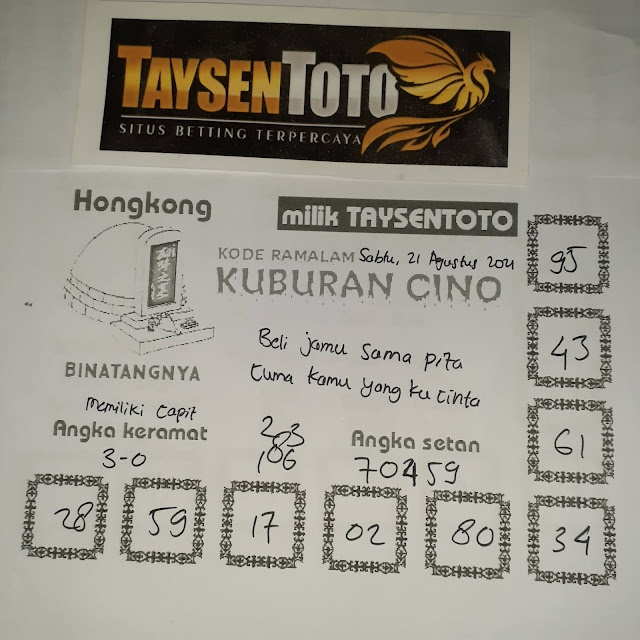 TAYSENTOTO
SITUS BETTING TERPERCAYA
Hongkong
milik TAYSENTOTO
KODE RAMALAM Sabtu, 21 Agustus 2021
KUBURAN CINO
95
Beli jamu sama pita
Cuma kamu yang ku cinta
43
BINATANGNYA
Memiliki Capit
Angka keramat
3-0
203
106
Angka setan
70459
61
28
59
17
02
80
34